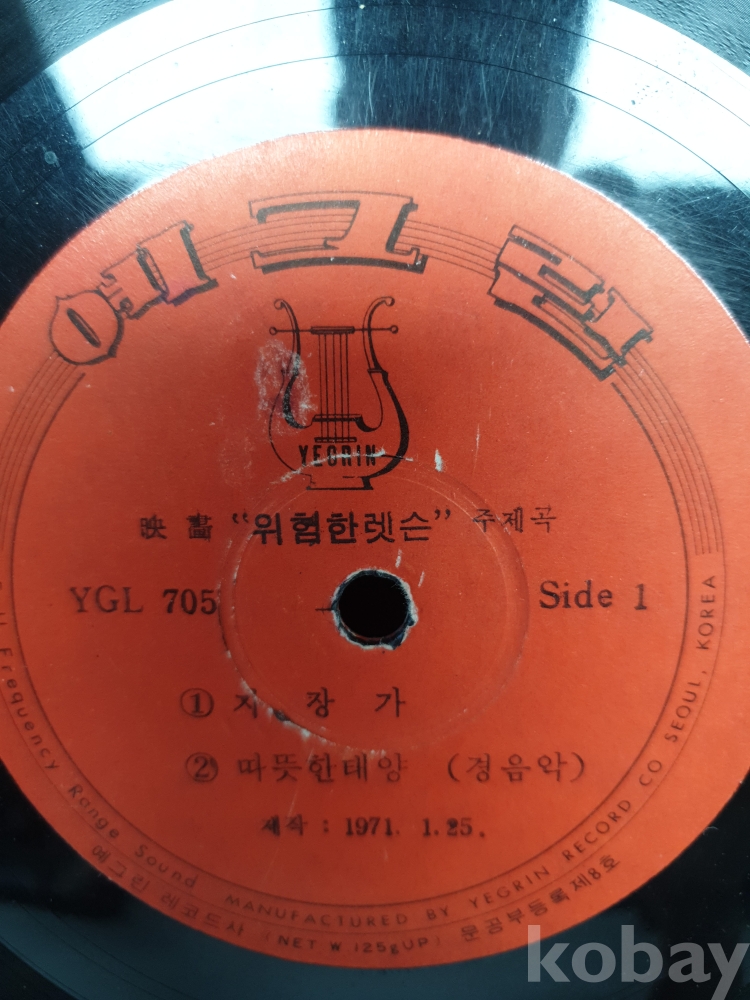 예그린
YEGRIN
映畵 "위험한렛슨" 주제곡
YGL 705
Side 1
① 자장가
② 따뜻한태양 (경음악)
제작 : 1971. 1.25.
Frequency Range Sound MANUFACTURED BY YEGRIN RECORD CO SEOUL, KOREA
예그린 레코드사 (NET W 125g UP) 문공부등록제8호
kobay